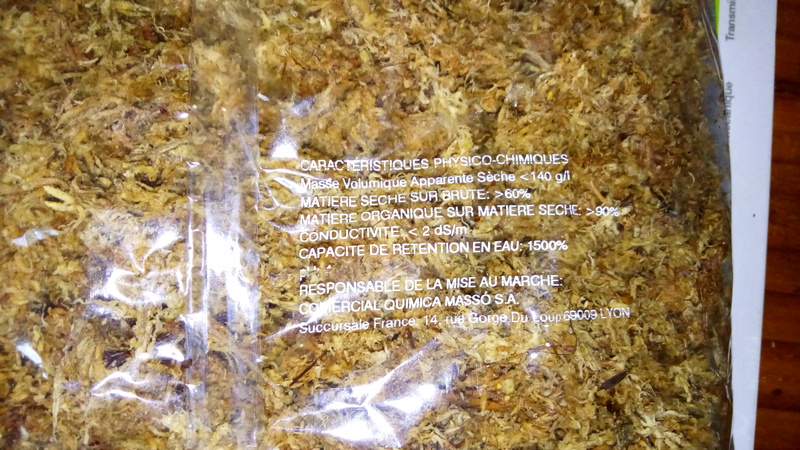 CARACTÉRISTIQUES PHYSICO-CHIMIQUES
Masse Volumique Apparente Sèche <140 g/l
MATIERE SECHE SUR BRUTE: >60%
MATIERE ORGANIQUE SUR MATIERE SECHE: >90%
CONDUCTIVITE: < 2 dS/m
CAPACITE DE RETENTION EN EAU: 1500%
RESPONSABLE DE LA MISE AU MARCHE:
COMERCIAL QUIMICA MASSÓ S.A.
Succursale France: 14, rue Gorge Du Loup 69009 LYON